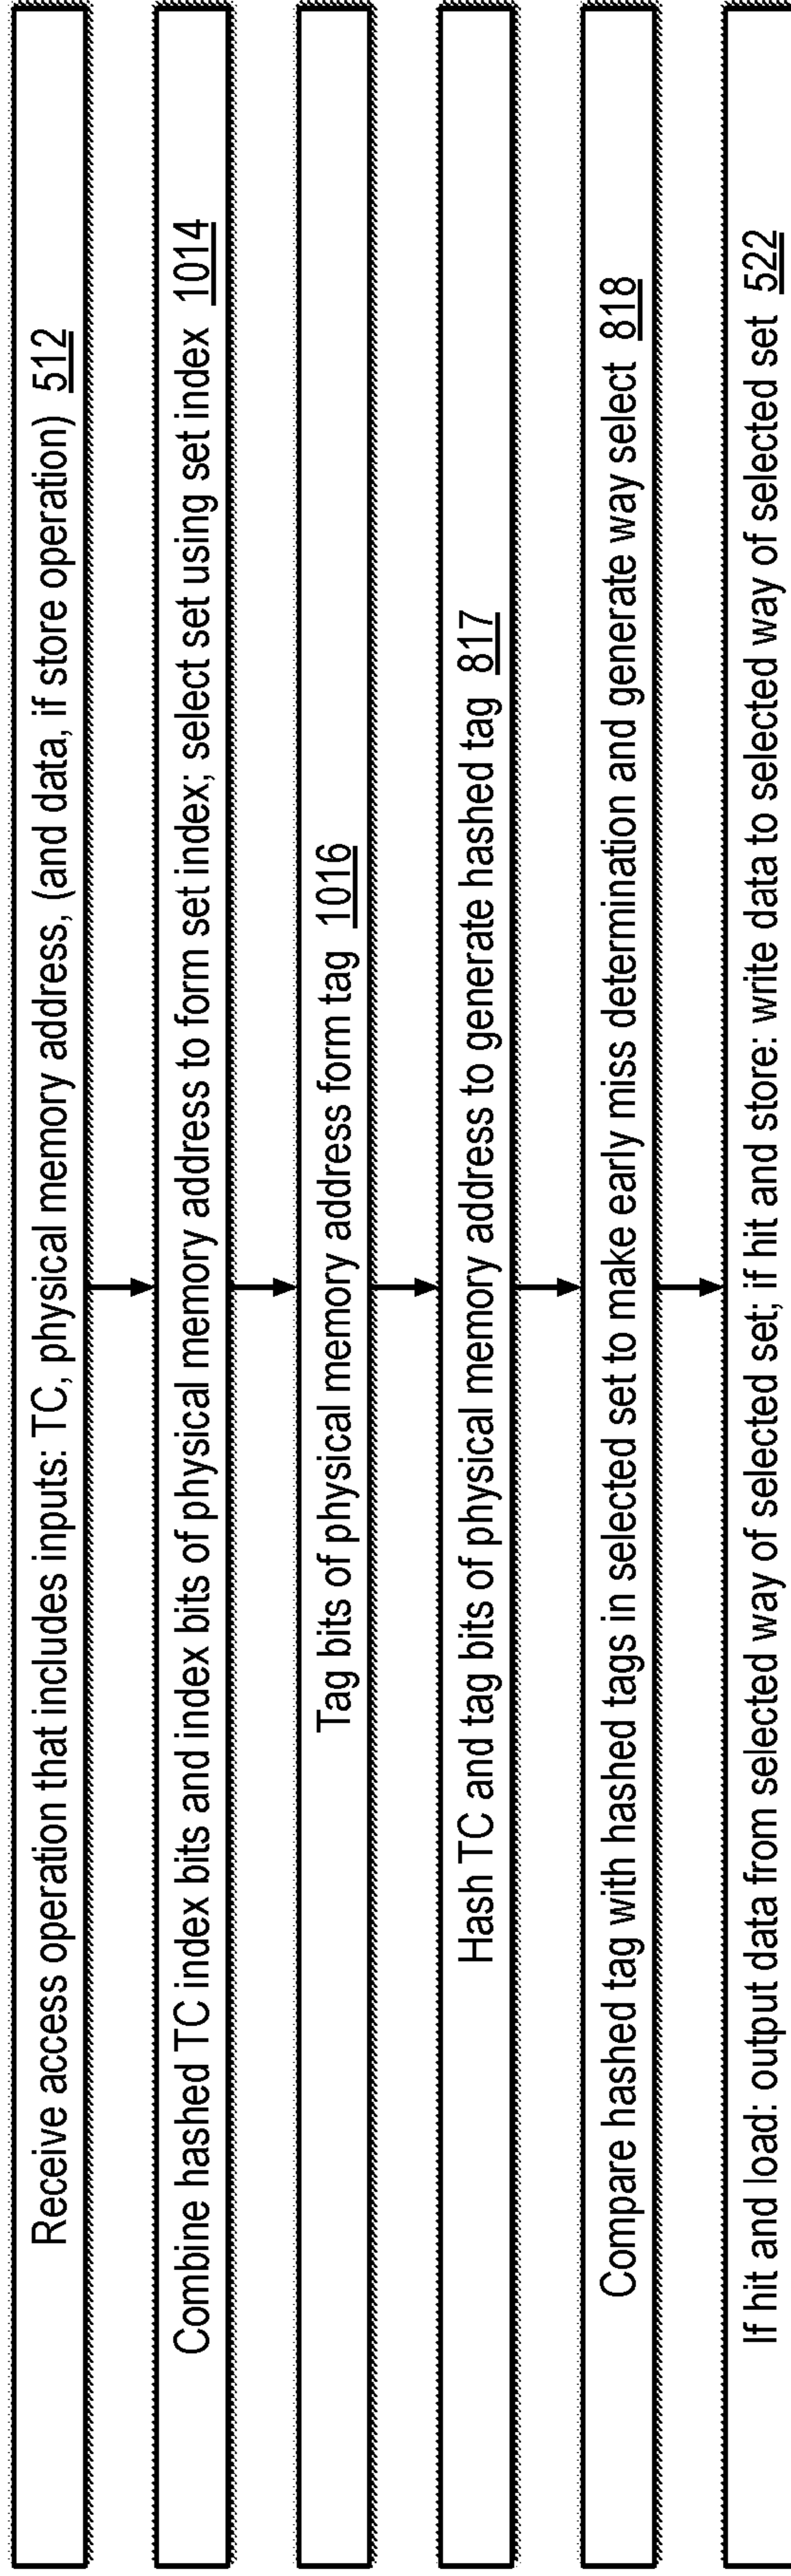 Receive access operation that includes inputs: TC, physical memory address, (and data, if store operation) 512
Combine hashed TC index bits and index bits of physical memory address to form set index; select set using set index 1014
Tag bits of physical memory address form tag 1016
Hash TC and tag bits of physical memory address to generate hashed tag 817
Compare hashed tag with hashed tags in selected set to make early miss determination and generate way select 818
If hit and load: output data from selected way of selected set; if hit and store: write data to selected way of selected set 522